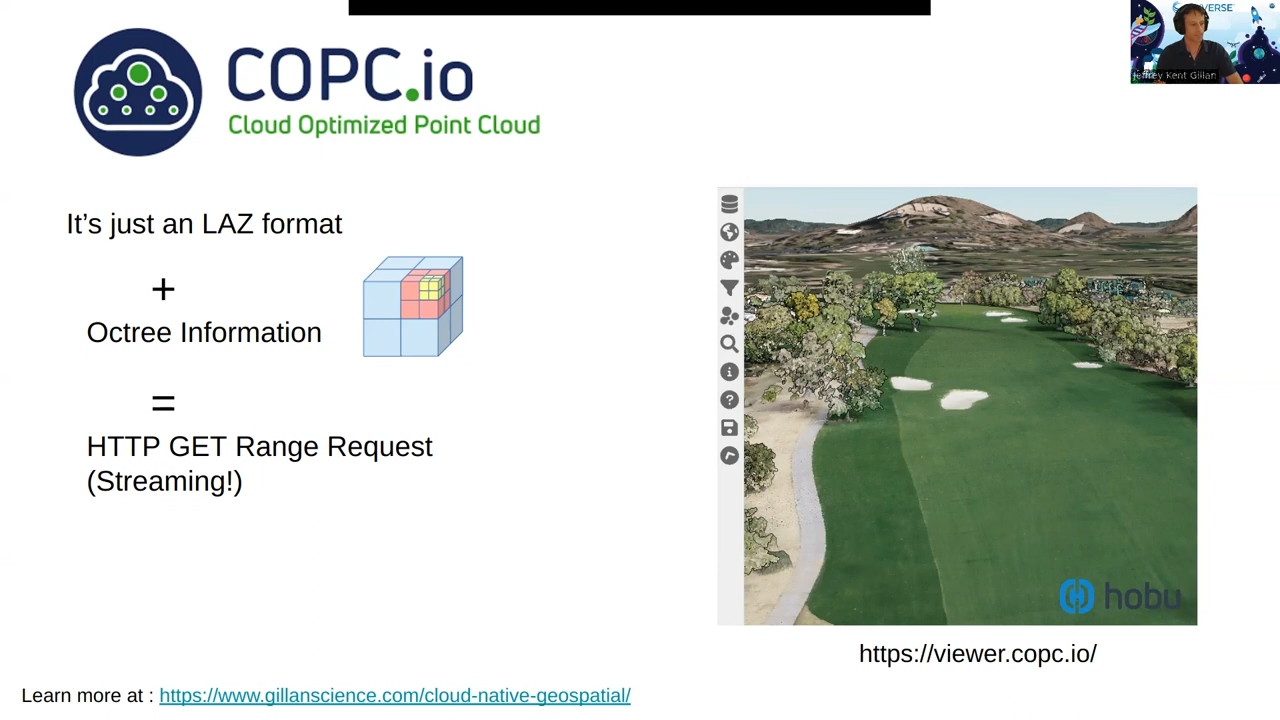 COPC.io
Cloud Optimized Point Cloud
VERSE
Jeffrey Kent Gillan
It's just an LAZ format
+
Octree Information
=
HTTP GET Range Request
(Streaming!)
hobu
https://viewer.copc.io/
Learn more at : https://www.gillanscience.com/cloud-native-geospatial/